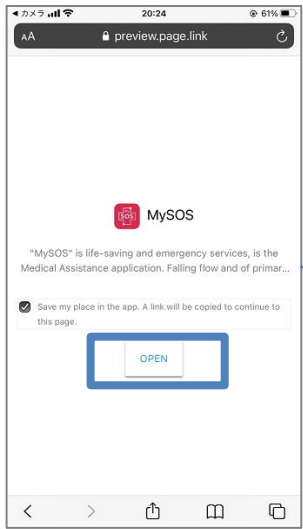 ◀カメラ 20:24 61%
AA preview.page.link
SOS MySOS
"MySOS" is life-saving and emergency services, is the
Medical Assistance application. Falling flow and of primar...
Save my place in the app. A link will be copied to continue to
this page.
OPEN